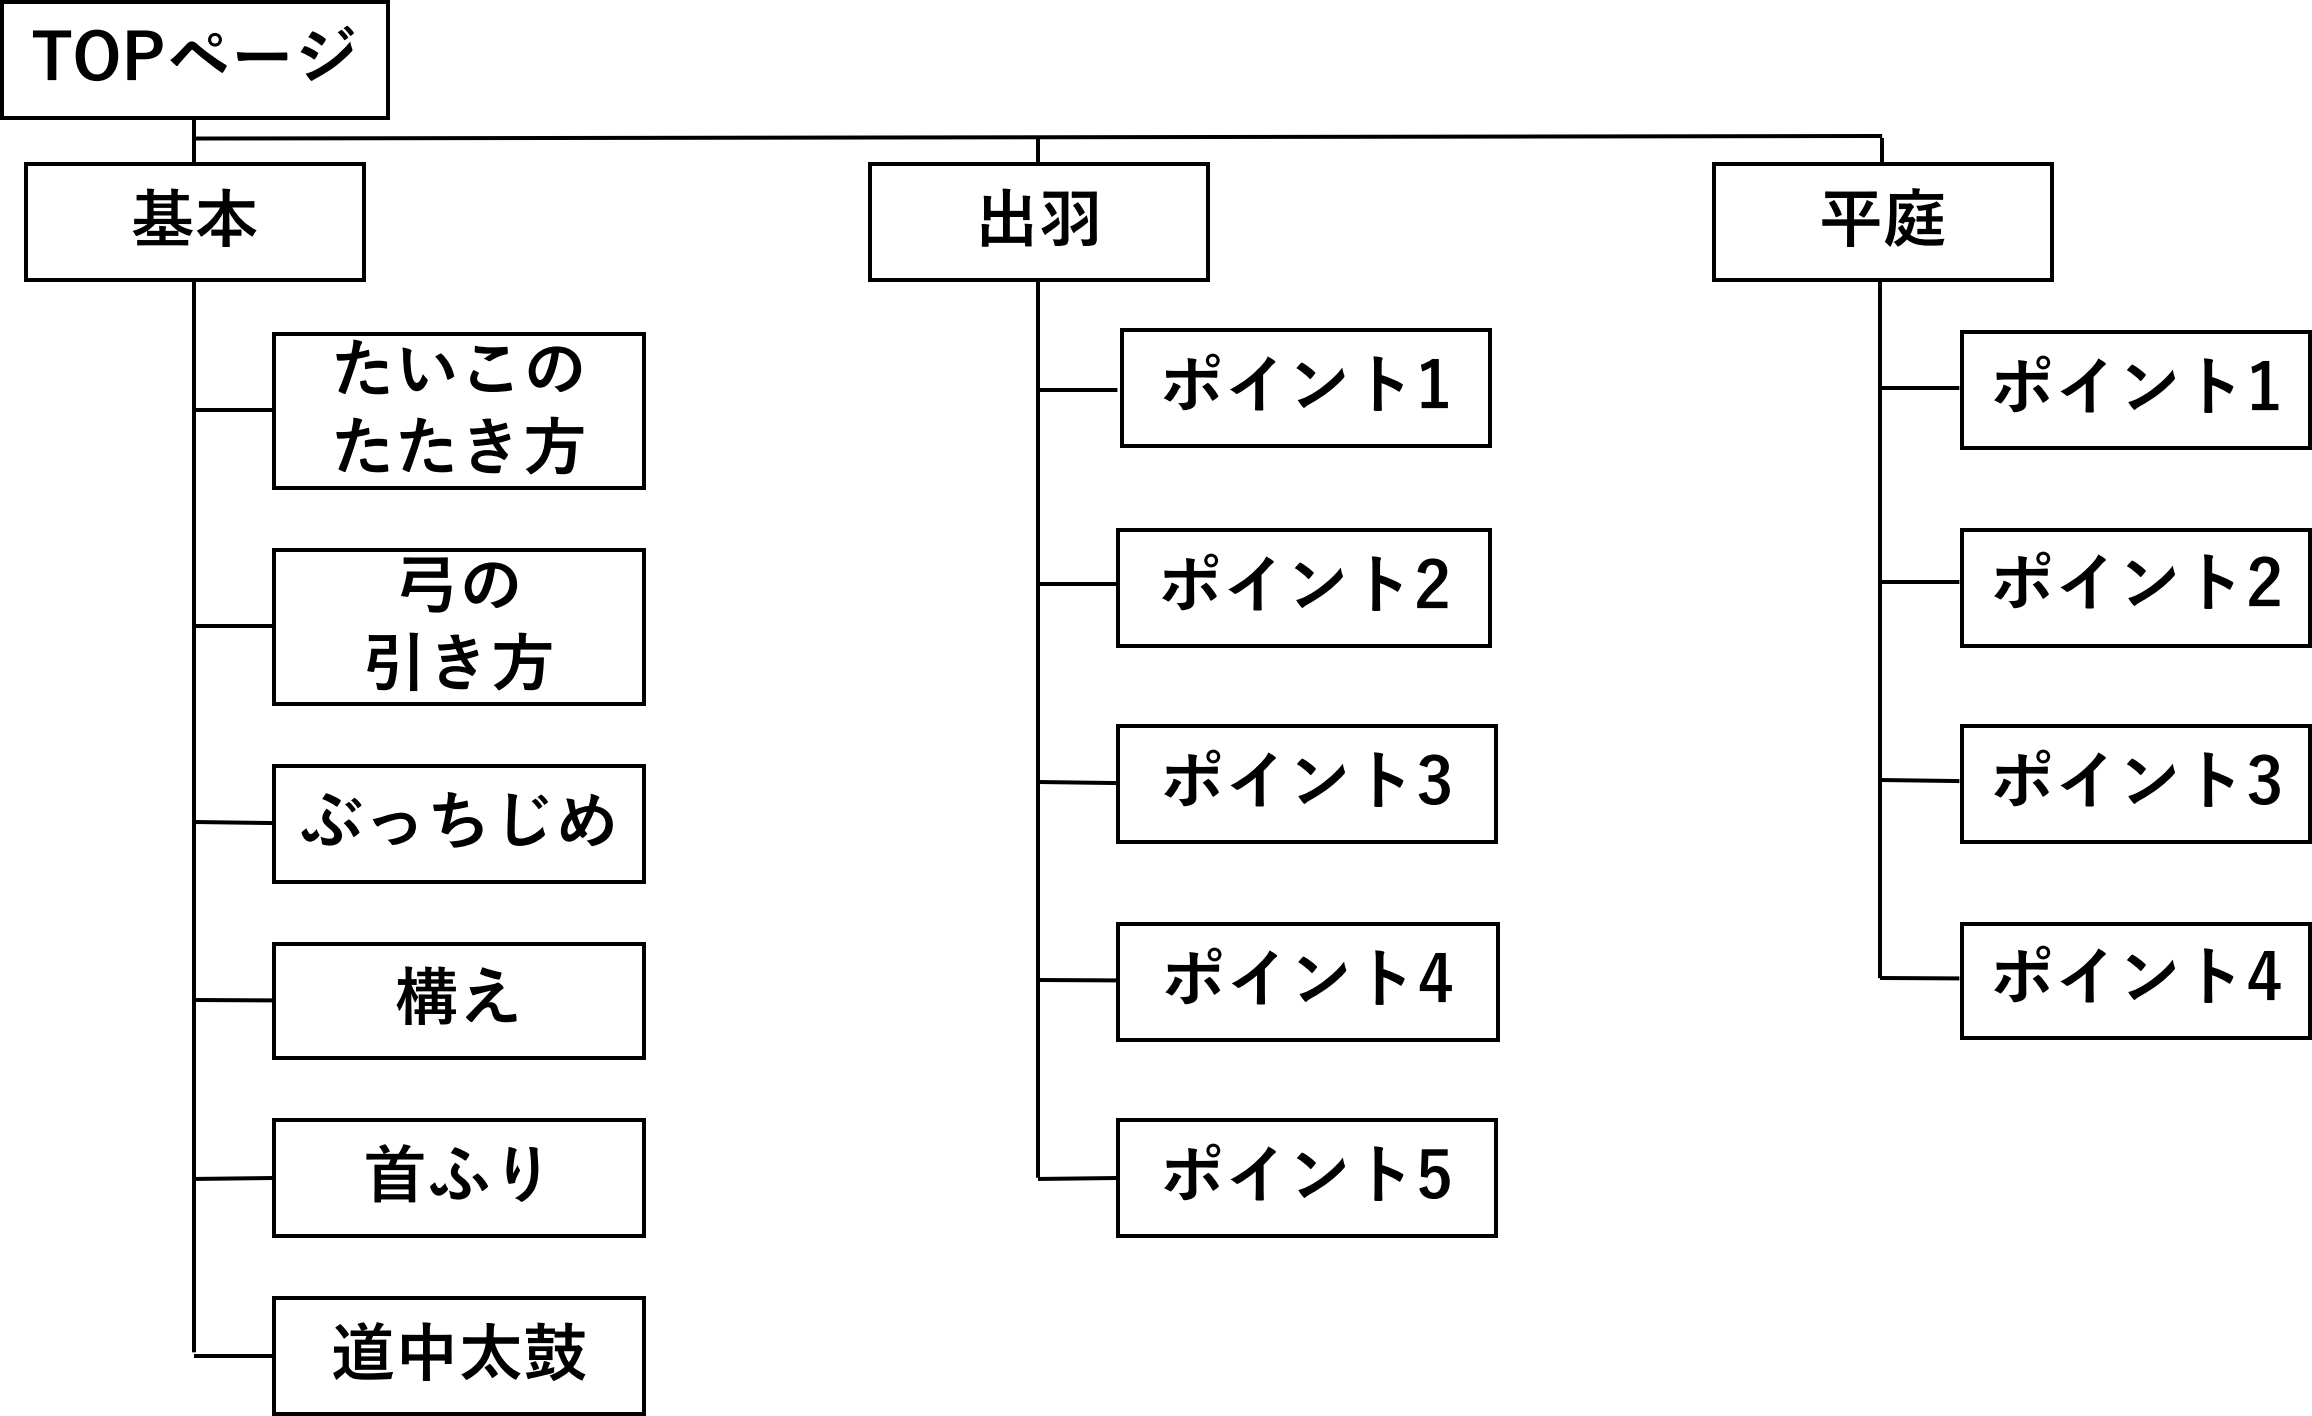 TOPページ
基本
たいこの
たたき方
弓の
引き方
ぶっちじめ
構え
首ふり
道中太鼓
出羽
ポイント1
ポイント2
ポイント3
ポイント4
ポイント5
平庭
ポイント1
ポイント2
ポイント3
ポイント4